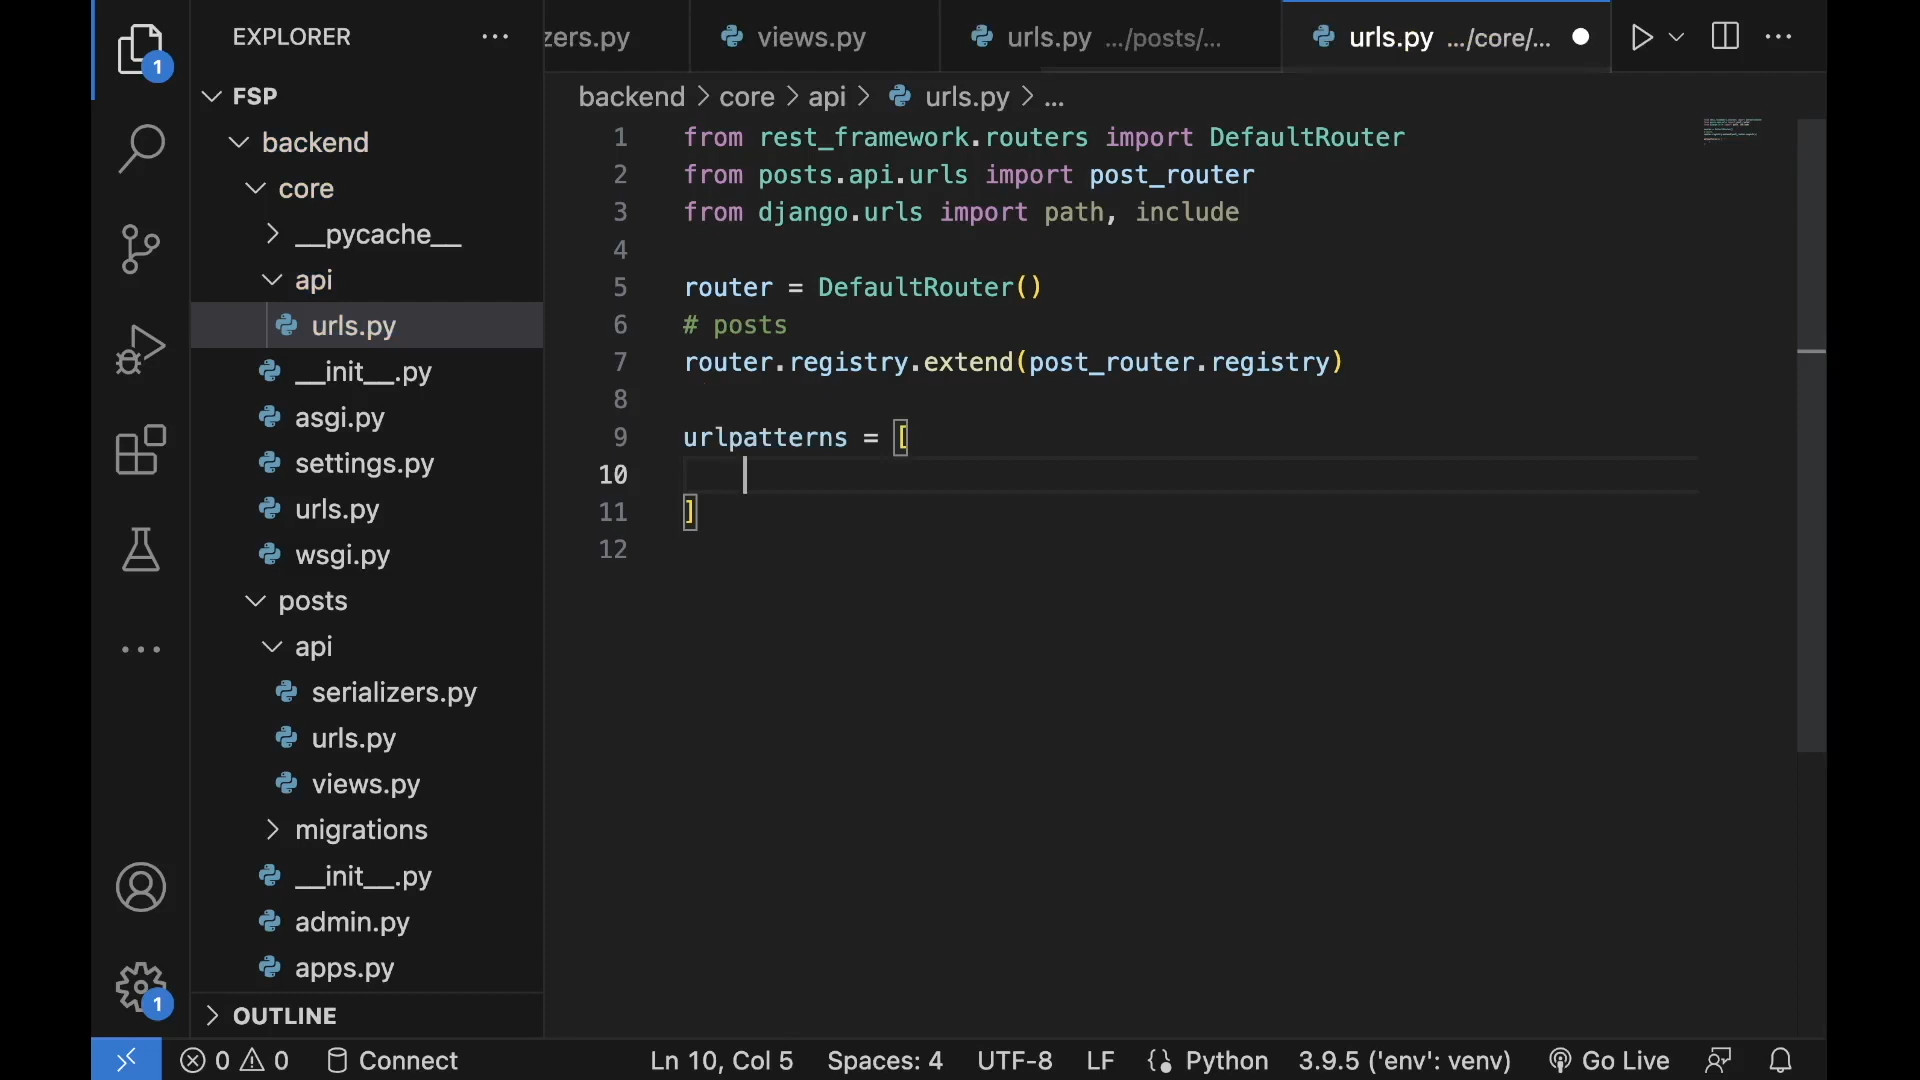 EXPLORER
zers.py
views.py
urls.py .../posts/...
urls.py .../core/...
1
FSP
backend
core
__pycache__
api
urls.py
__init__.py
asgi.py
settings.py
urls.py
wsgi.py
posts
api
serializers.py
urls.py
views.py
migrations
__init__.py
admin.py
apps.py
OUTLINE
1
backend > core > api > urls.py > ...
1 from rest_framework.routers import DefaultRouter
2 from posts.api.urls import post_router
3 from django.urls import path, include
4
5 router = DefaultRouter()
6 # posts
7 router.registry.extend(post_router.registry)
8
9 urlpatterns = [
10
11 ]
12
0 0 Connect Ln 10, Col 5 Spaces: 4 UTF-8 LF Python 3.9.5 ('env': venv) Go Live